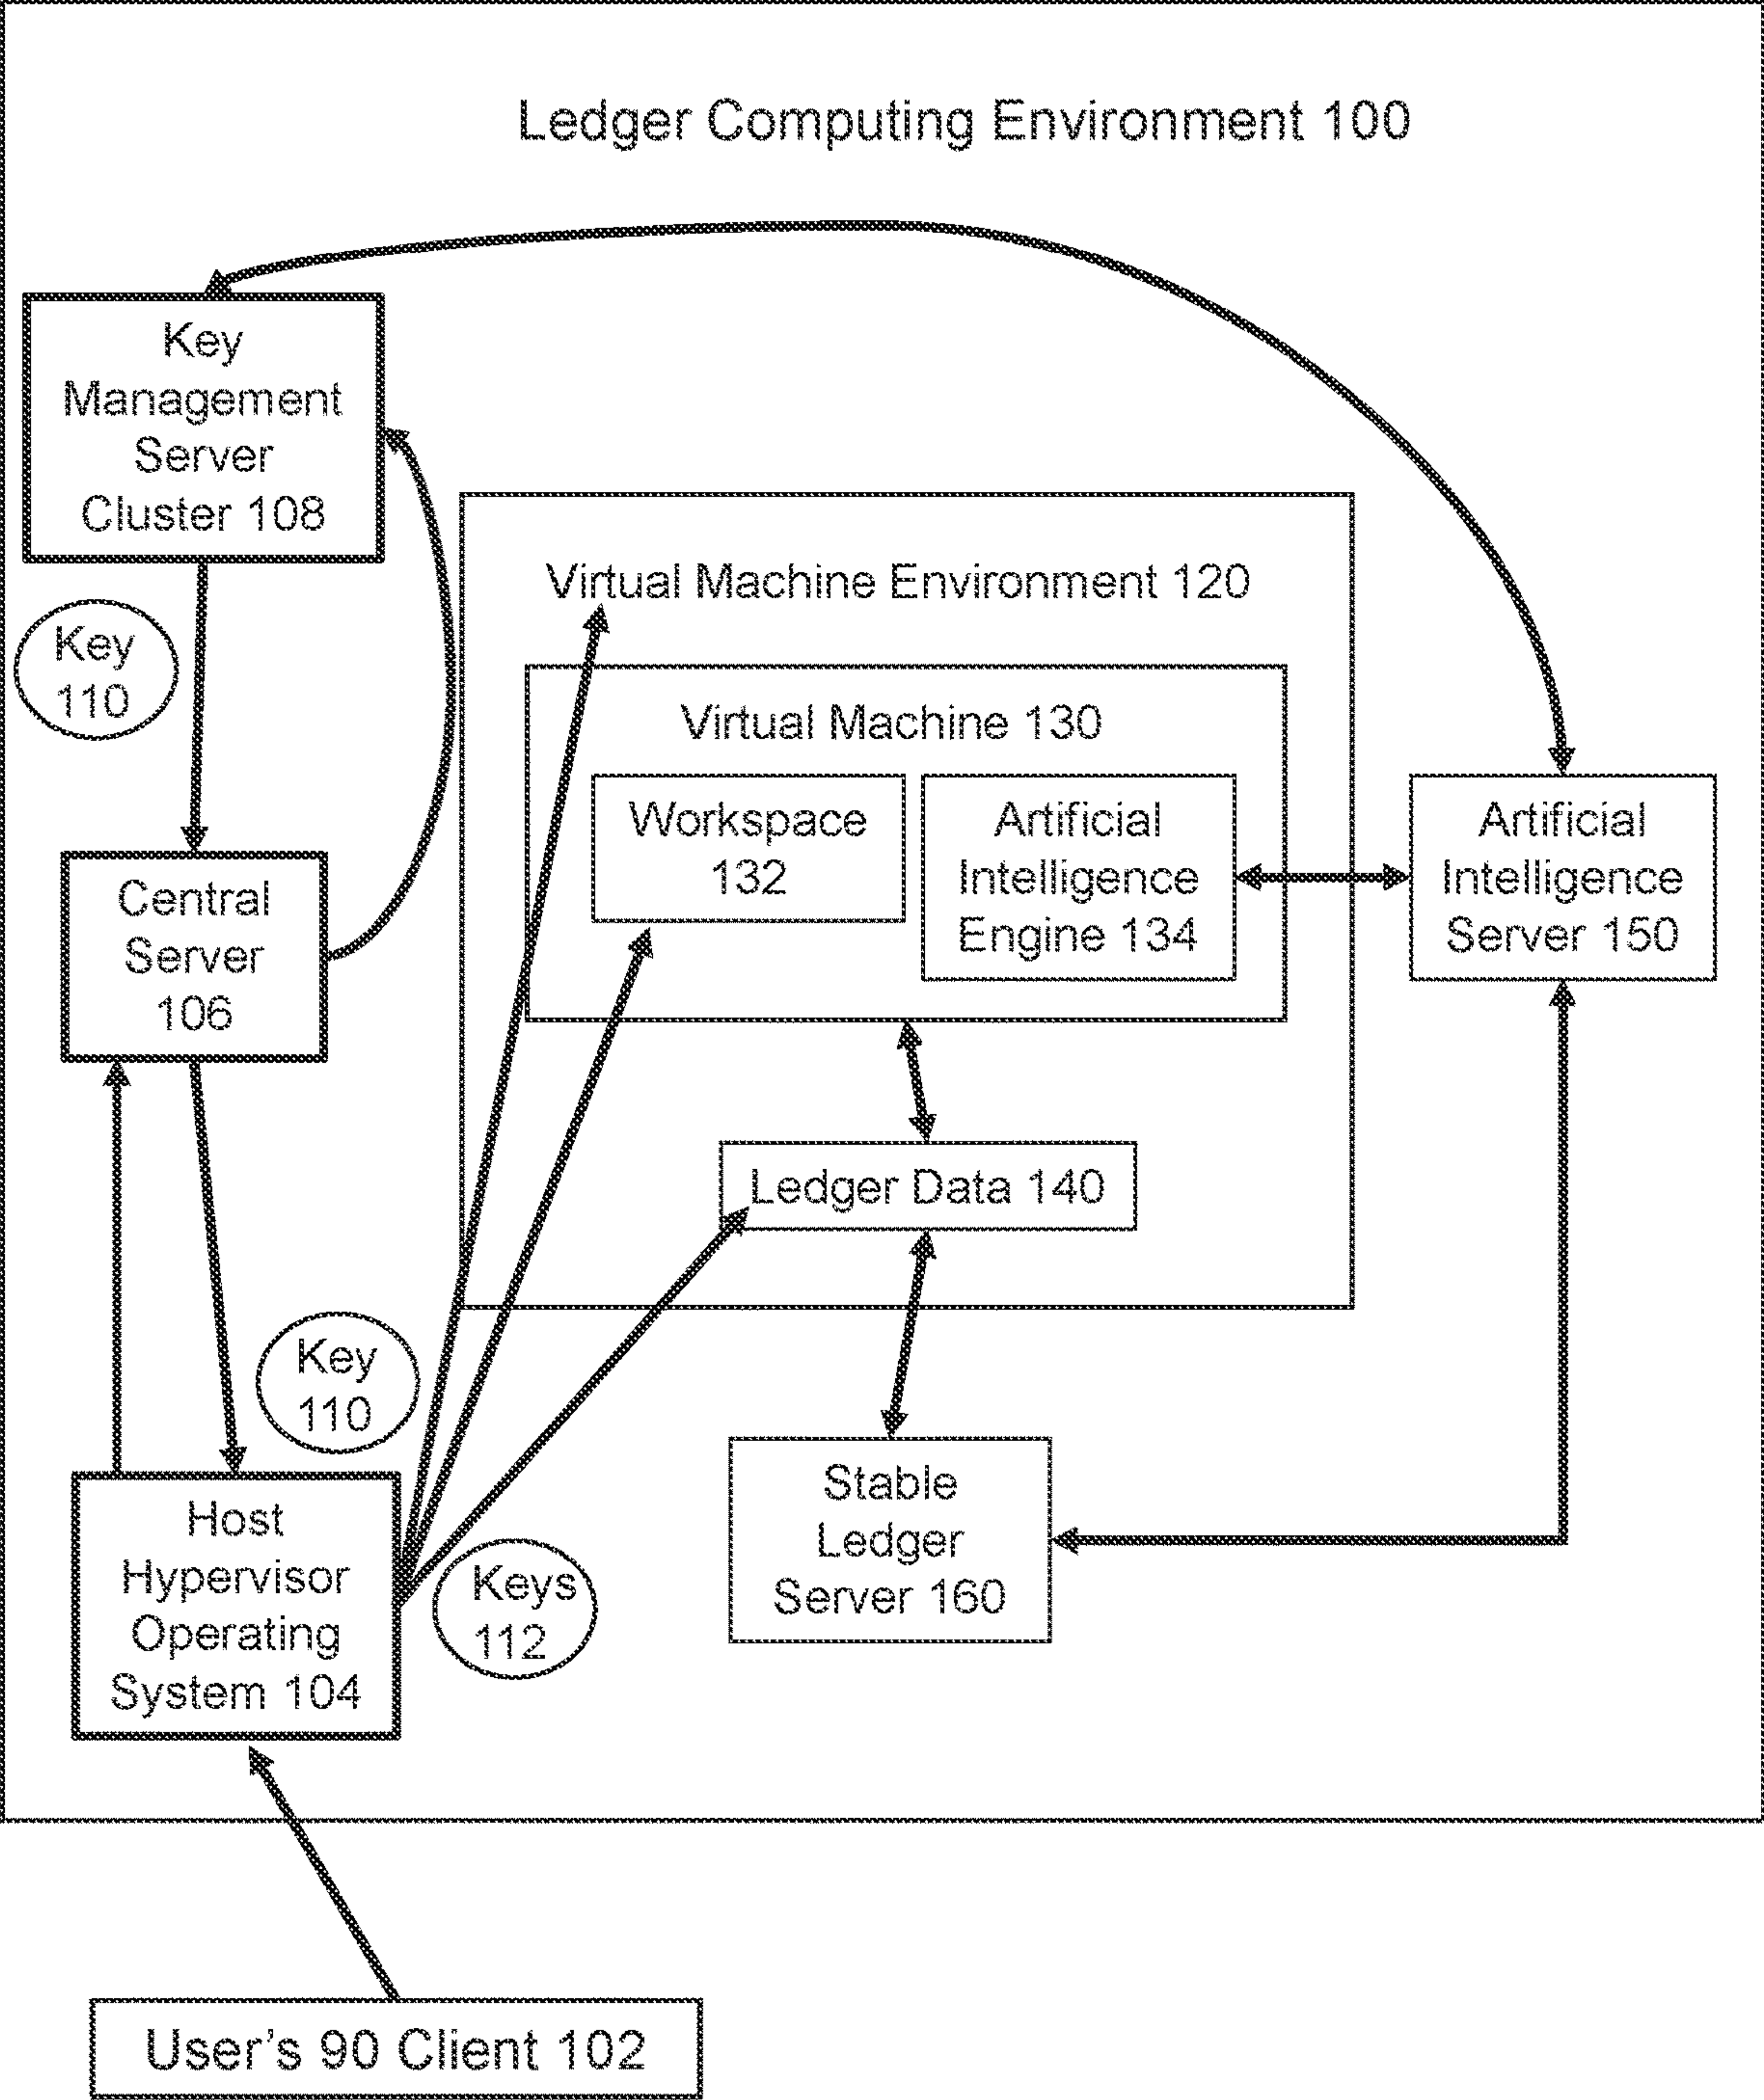 Ledger Computing Environment 100
Key
Management
Server
Cluster 108
Key
110
Central
Server
106
Virtual Machine Environment 120
Virtual Machine 130
Workspace
132
Artificial
Intelligence
Engine 134
Artificial
Intelligence
Server 150
Ledger Data 140
Key
110
Host
Hypervisor
Operating
System 104
Keys
112
Stable
Ledger
Server 160
User's 90 Client 102